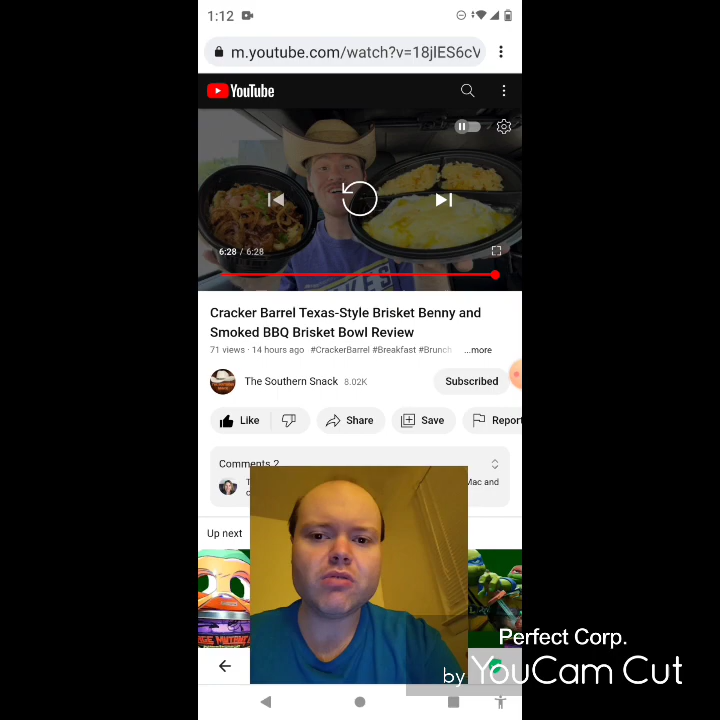 1:12
m.youtube.com/watch?v=18jlES6cV
YouTube
6:28 / 6:28
Cracker Barrel Texas-Style Brisket Benny and
Smoked BBQ Brisket Bowl Review
71 views · 14 hours ago #CrackerBarrel #Breakfast #Brunch ...more
The Southern Snack 8.02K Subscribed
Like Share Save Report
Comments 2
Mac and
Up next
Perfect Corp.
by YouCam Cut